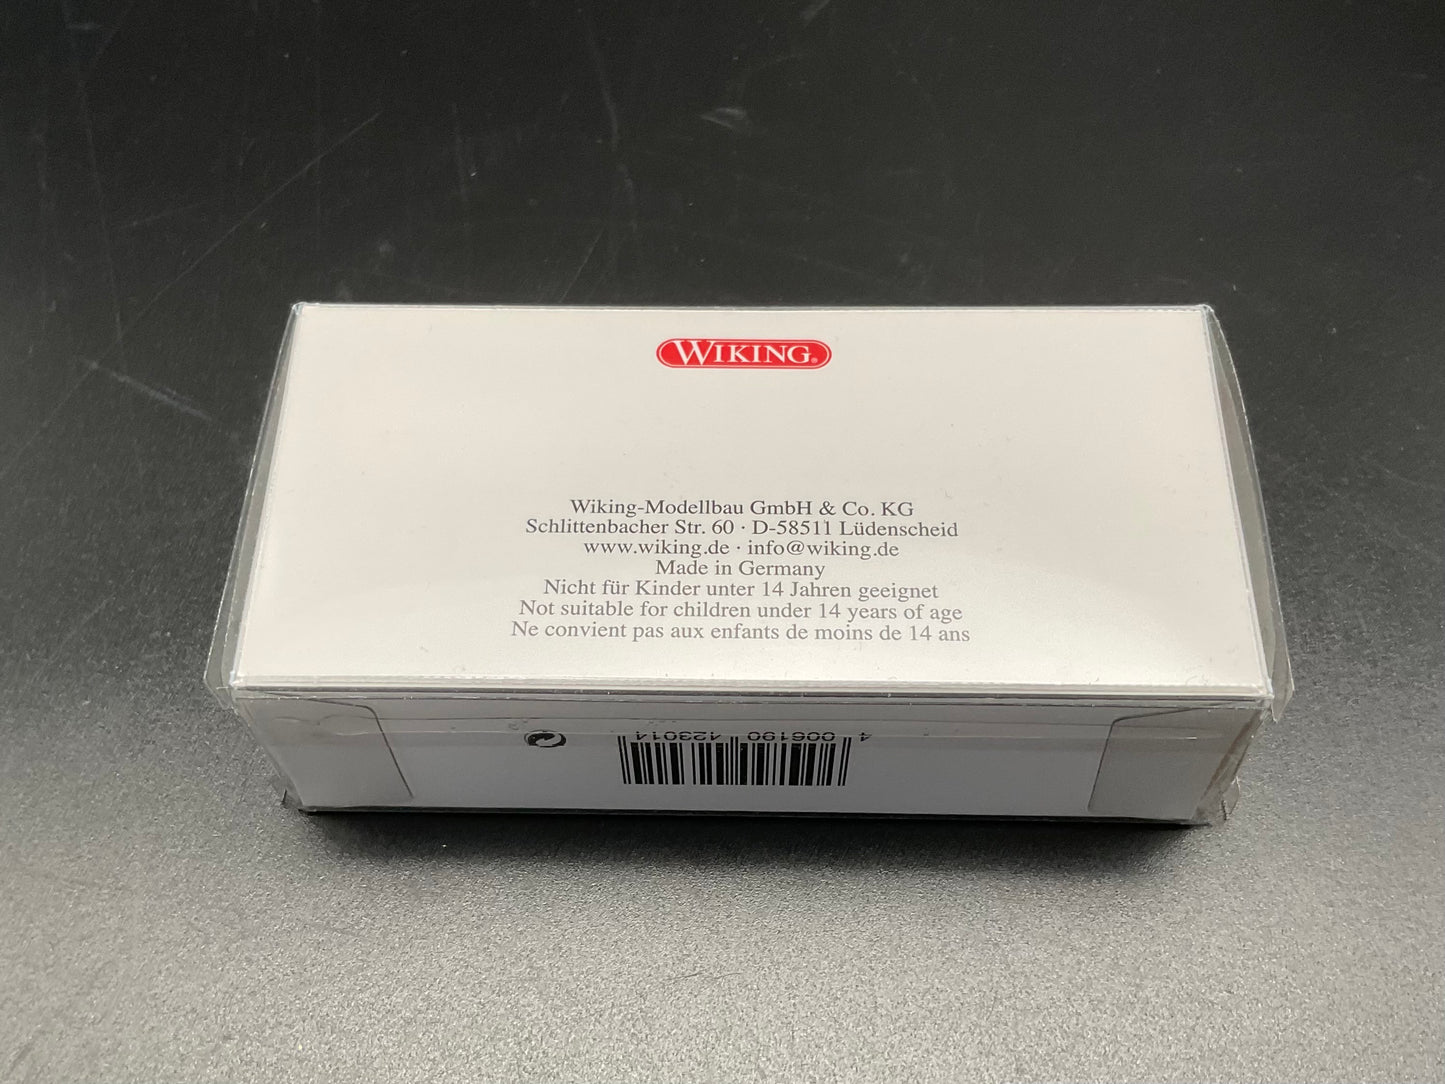 WIKING®
Wiking-Modellbau GmbH & Co. KG
Schlittenbacher Str. 60 · D-58511 Lüdenscheid
www.wiking.de · info@wiking.de
Made in Germany
Nicht für Kinder unter 14 Jahren geeignet
Not suitable for children under 14 years of age
Ne convient pas aux enfants de moins de 14 ans
4 006190 423014